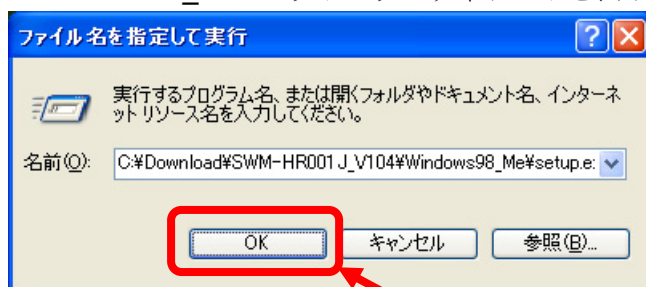 ファイル名を指定して実行
実行するプログラム名、または開くフォルダやドキュメント名、インターネ
ット リソース名を入力してください。
名前(O):
C:¥Download¥SWM-HR001J_V104¥Windows98_Me¥setup.e:
OK
キャンセル
参照(B)...